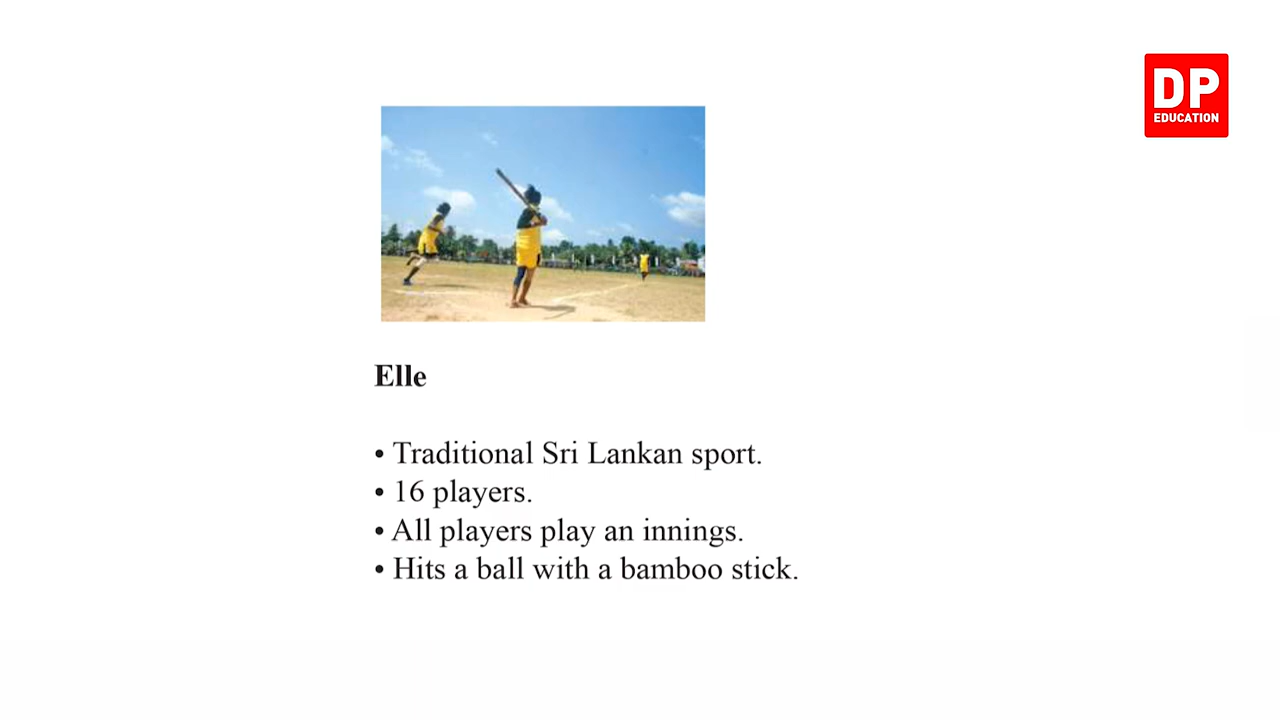 DP
EDUCATION
Elle
• Traditional Sri Lankan sport.
• 16 players.
• All players play an innings.
• Hits a ball with a bamboo stick.